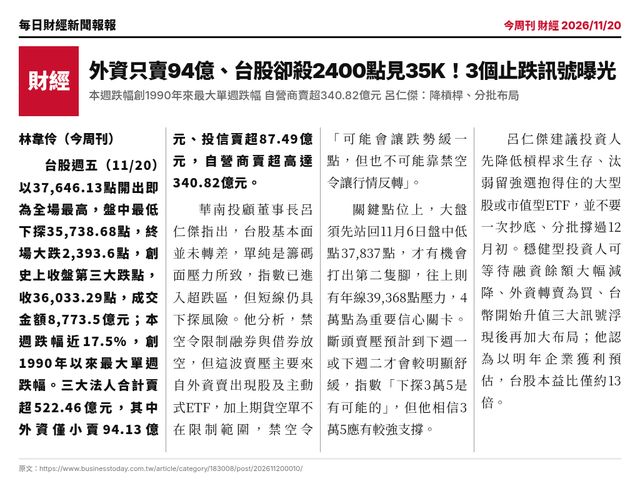 每日財經新聞報報
今周刊 財經 2026/11/20
財經
外資只賣94億、台股卻殺2400點見35K！3個止跌訊號曝光
本週跌幅創1990年來最大單週跌幅 自營商賣超340.82億元 呂仁傑：降槓桿、分批布局
林韋伶（今周刊）
台股週五（11/20）
以37,646.13點開出即
為全場最高，盤中最低
下探35,738.68點，終
場大跌2,393.6點，創
史上收盤第三大跌點，
收36,033.29點，成交
金額8,773.5億元；本
週跌幅近17.5%，創
1990年以來最大單週
跌幅。三大法人合計賣
超522.46億元，其中
外資僅小賣94.13億
元、投信賣超87.49億
元，自營商賣超高達
340.82億元。
華南投顧董事長呂
仁傑指出，台股基本面
並未轉差，單純是籌碼
面壓力所致，指數已進
入超跌區，但短線仍具
下探風險。他分析，禁
空令限制融券與借券放
空，但這波賣壓主要來
自外資賣出現股及主動
式ETF，加上期貨空單不
在限制範圍，禁空令
「可能會讓跌勢緩一
點，但也不可能靠禁空
令讓行情反轉」。
關鍵點位上，大盤
須先站回11月6日盤中低
點37,837點，才有機會
打出第二隻腳，往上則
有年線39,368點壓力，4
萬點為重要信心關卡。
斷頭賣壓預計到下週一
或下週二才會較明顯舒
緩，指數「下探3萬5是
有可能的」，但他相信3
萬5應有較強支撐。
呂仁傑建議投資人
先降低槓桿求生存、汰
弱留強選抱得住的大型
股或市值型ETF，並不要
一次抄底、分批撐過12
月初。穩健型投資人可
等待融資餘額大幅減
降、外資轉賣為買、台
幣開始升值三大訊號浮
現後再加大布局；他認
為以明年企業獲利預
估，台股本益比僅約13
倍。
原文：https://www.businesstoday.com.tw/article/category/183008/post/202611200010/